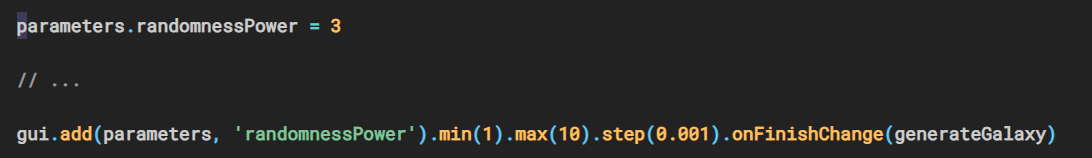 parameters.randomnessPower = 3
// ...
gui.add(parameters, 'randomnessPower').min(1).max(10).step(0.001).onFinishChange(generateGalaxy)